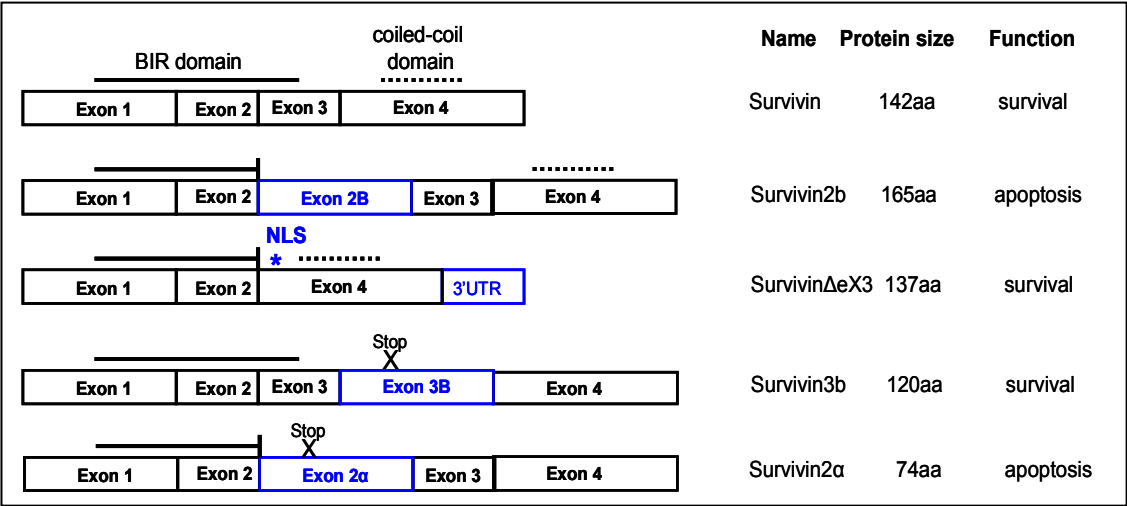 coiled-coil
domain
BIR domain
Name Protein size Function
Exon 1 Exon 2 Exon 3 Exon 4
Survivin 142aa survival
Exon 1 Exon 2 Exon 2B Exon 3 Exon 4
Survivin2b 165aa apoptosis
NLS
*
Exon 1 Exon 2 Exon 4 3'UTR
SurvivinΔeX3 137aa survival
Stop
X
Exon 1 Exon 2 Exon 3 Exon 3B Exon 4
Survivin3b 120aa survival
Stop
X
Exon 1 Exon 2 Exon 2α Exon 3 Exon 4
Survivin2α 74aa apoptosis